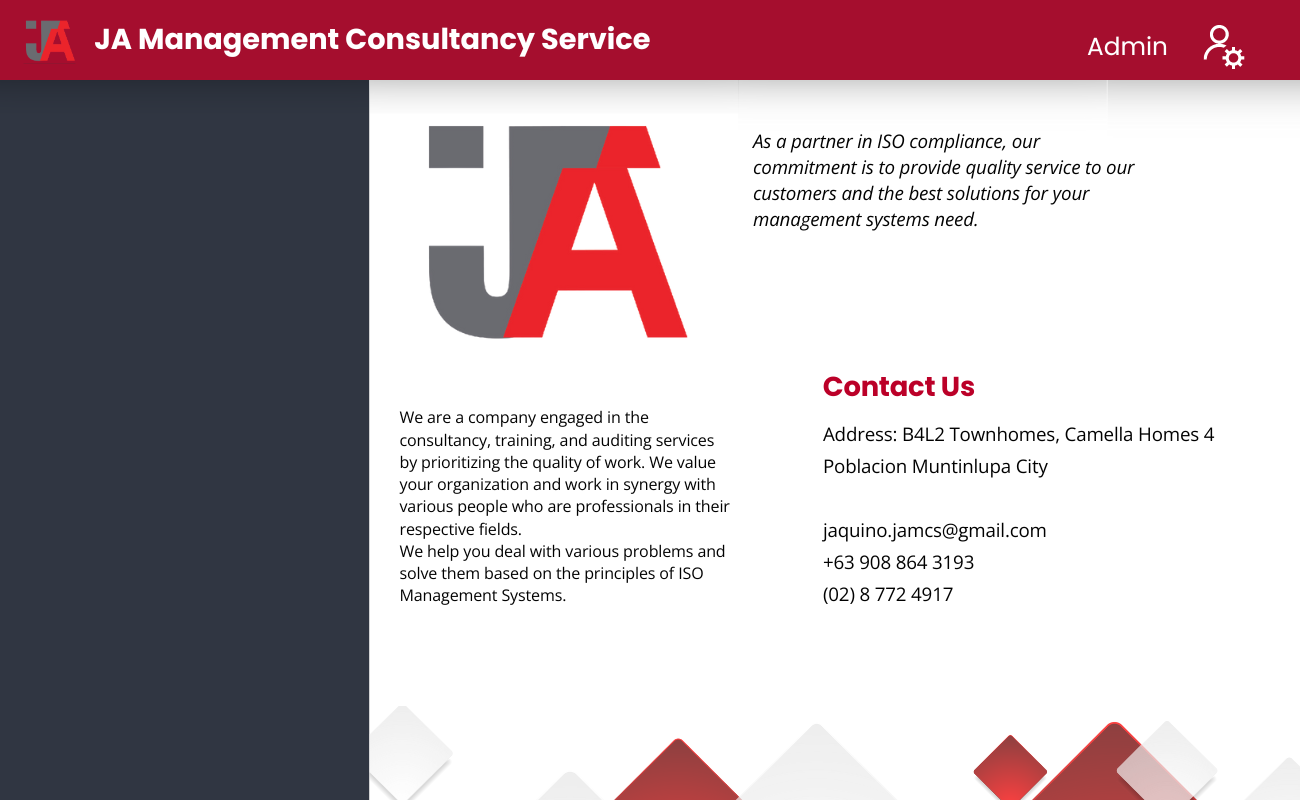 JA
JA Management Consultancy Service
Admin
JA
As a partner in ISO compliance, our
commitment is to provide quality service to our
customers and the best solutions for your
management systems need.
We are a company engaged in the
consultancy, training, and auditing services
by prioritizing the quality of work. We value
your organization and work in synergy with
various people who are professionals in their
respective fields.
We help you deal with various problems and
solve them based on the principles of ISO
Management Systems.
Contact Us
Address: B4L2 Townhomes, Camella Homes 4
Poblacion Muntinlupa City
jaquino.jamcs@gmail.com
+63 908 864 3193
(02) 8 772 4917